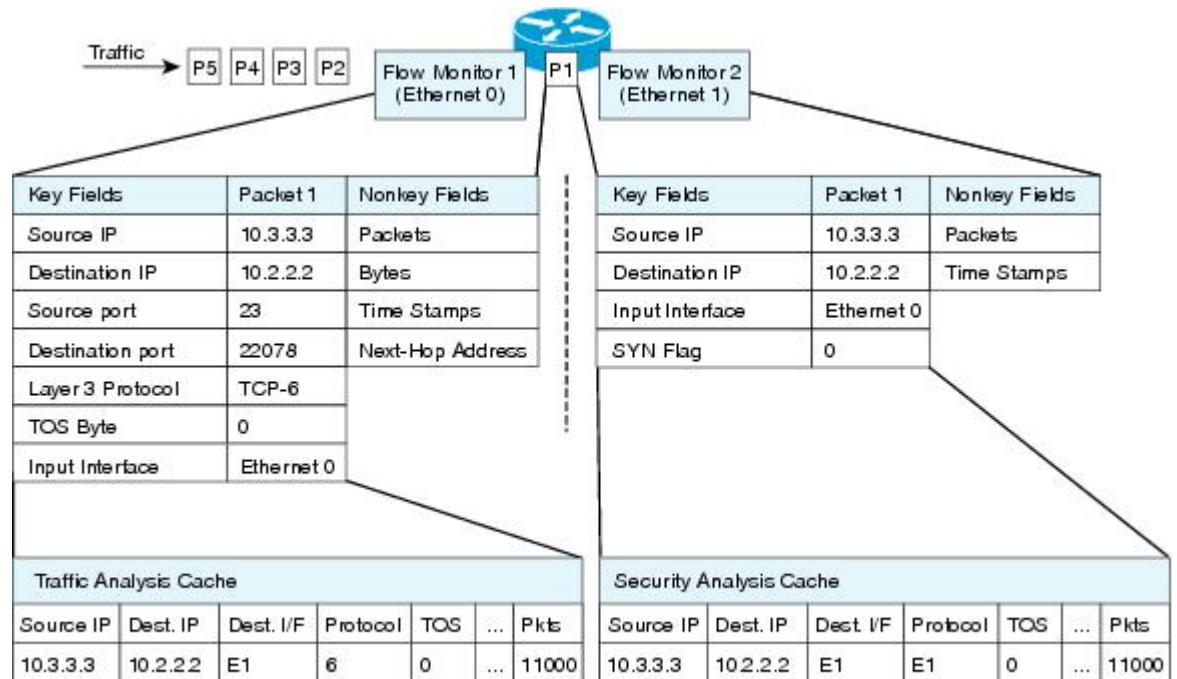 Traffic
P5 P4 P3 P2
Flow Monitor 1
(Ethernet 0)
P1
Flow Monitor 2
(Ethernet 1)
Key Fields Packet 1 Nonkey Fields
Source IP 10.3.3.3 Packets
Destination IP 10.2.2.2 Bytes
Source port 23 Time Stamps
Destination port 22078 Next-Hop Address
Layer 3 Protocol TCP-6
TOS Byte 0
Input Interface Ethernet 0
Key Fields Packet 1 Nonkey Fields
Source IP 10.3.3.3 Packets
Destination IP 10.2.2.2 Time Stamps
Input Interface Ethernet 0
SYN Flag 0
Traffic Analysis Cache
Source IP Dest. IP Dest. I/F Protocol TOS ... Pkts
10.3.3.3 10.2.2.2 E1 6 0 ... 11000
Security Analysis Cache
Source IP Dest. IP Dest. I/F Protocol TOS ... Pkts
10.3.3.3 10.2.2.2 E1 E1 0 ... 11000